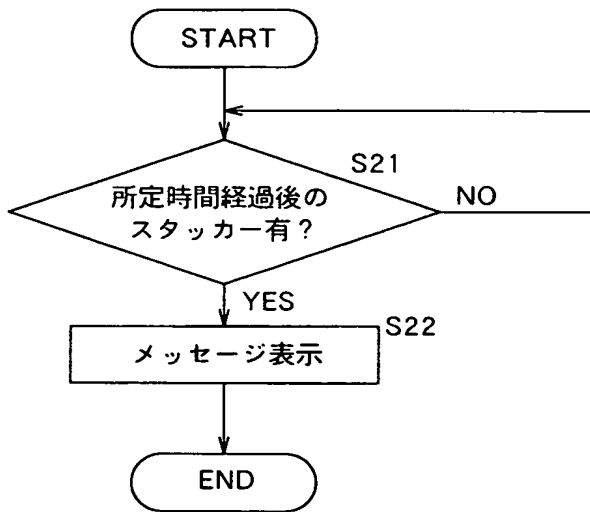 START
S21
所定時間経過後の
スタッカー有？
NO
YES
S22
メッセージ表示
END